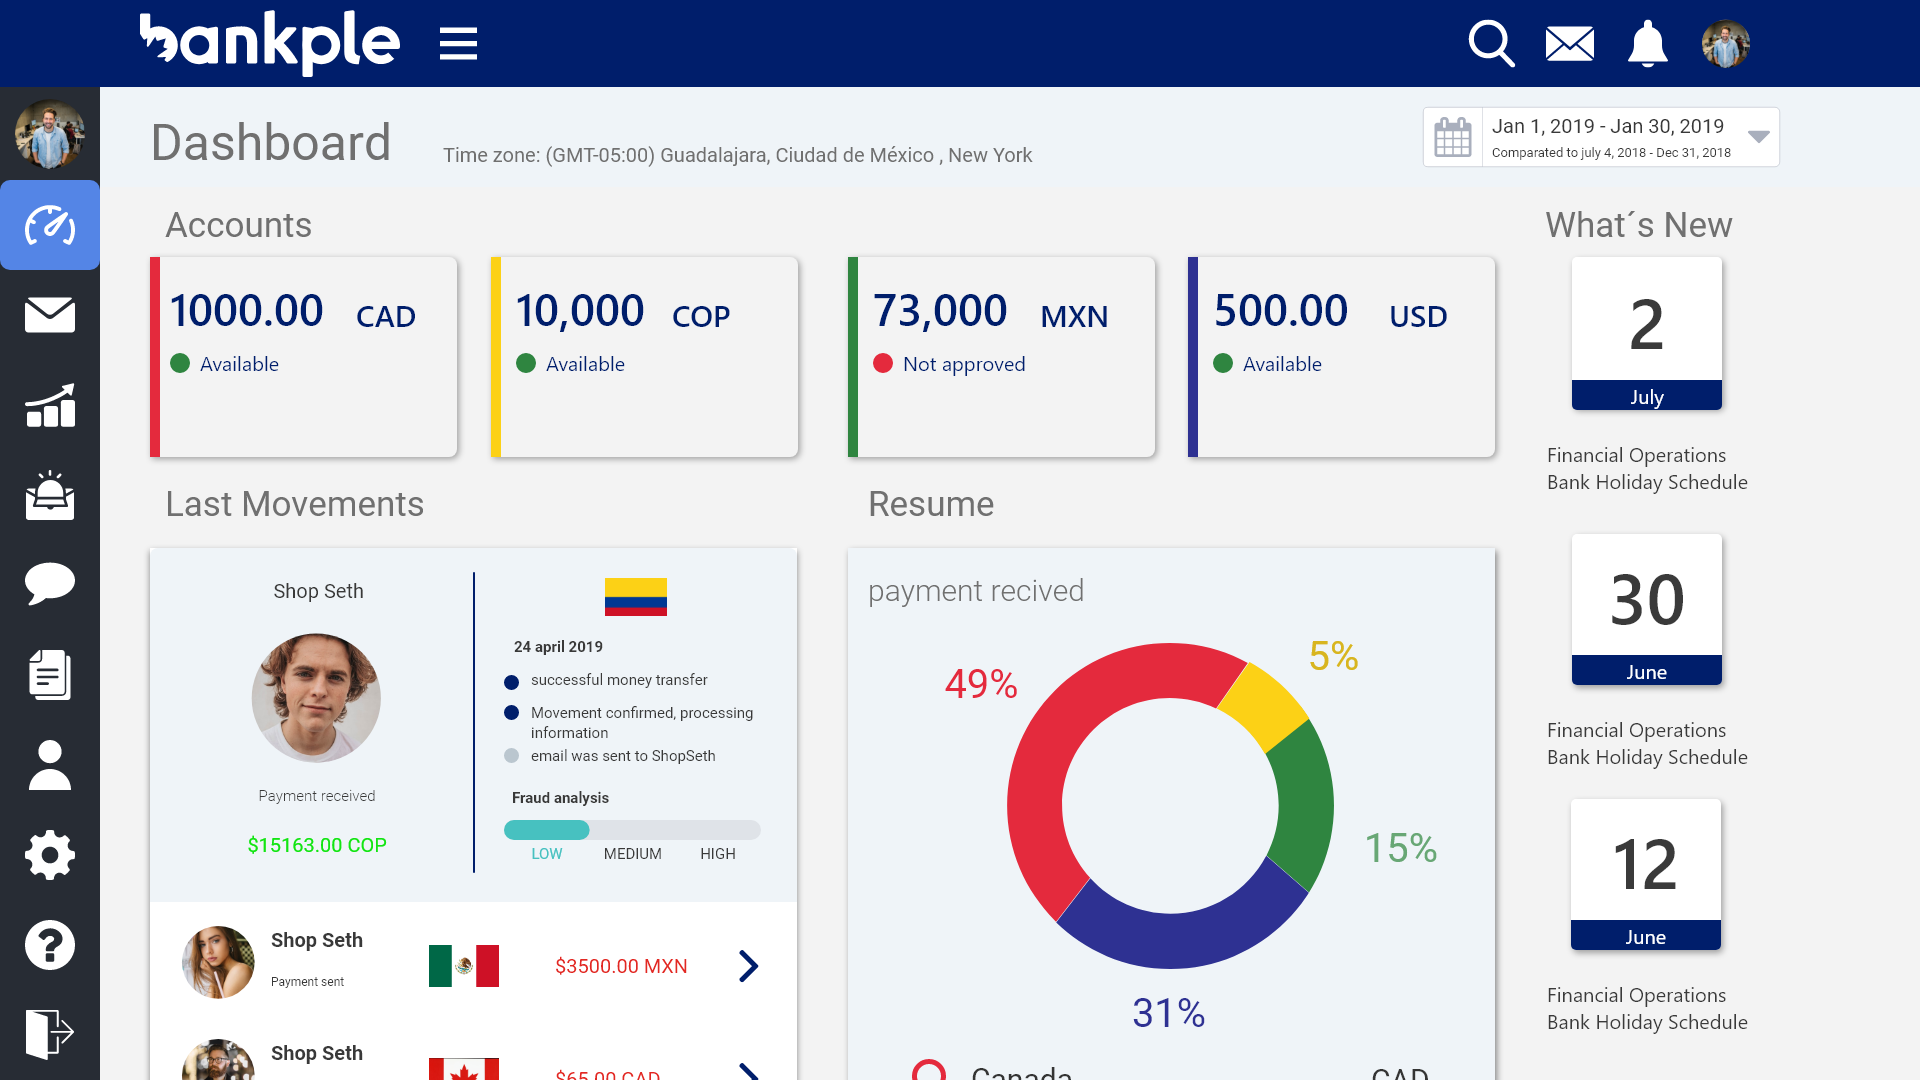 bankple
Dashboard
Time zone: (GMT-05:00) Guadalajara, Ciudad de México , New York
Jan 1, 2019 - Jan 30, 2019
Comparated to july 4, 2018 - Dec 31, 2018
Accounts
1000.00 CAD
Available
10,000 COP
Available
73,000 MXN
Not approved
500.00 USD
Available
What´s New
2
July
Financial Operations
Bank Holiday Schedule
30
June
Financial Operations
Bank Holiday Schedule
12
June
Financial Operations
Bank Holiday Schedule
Last Movements
Shop Seth
Payment received
$15163.00 COP
24 april 2019
successful money transfer
Movement confirmed, processing
information
email was sent to ShopSeth
Fraud analysis
LOW MEDIUM HIGH
Shop Seth
Payment sent
$3500.00 MXN
Shop Seth
$65.00 CAD
Resume
payment recived
49%
5%
15%
31%
Canada CAD